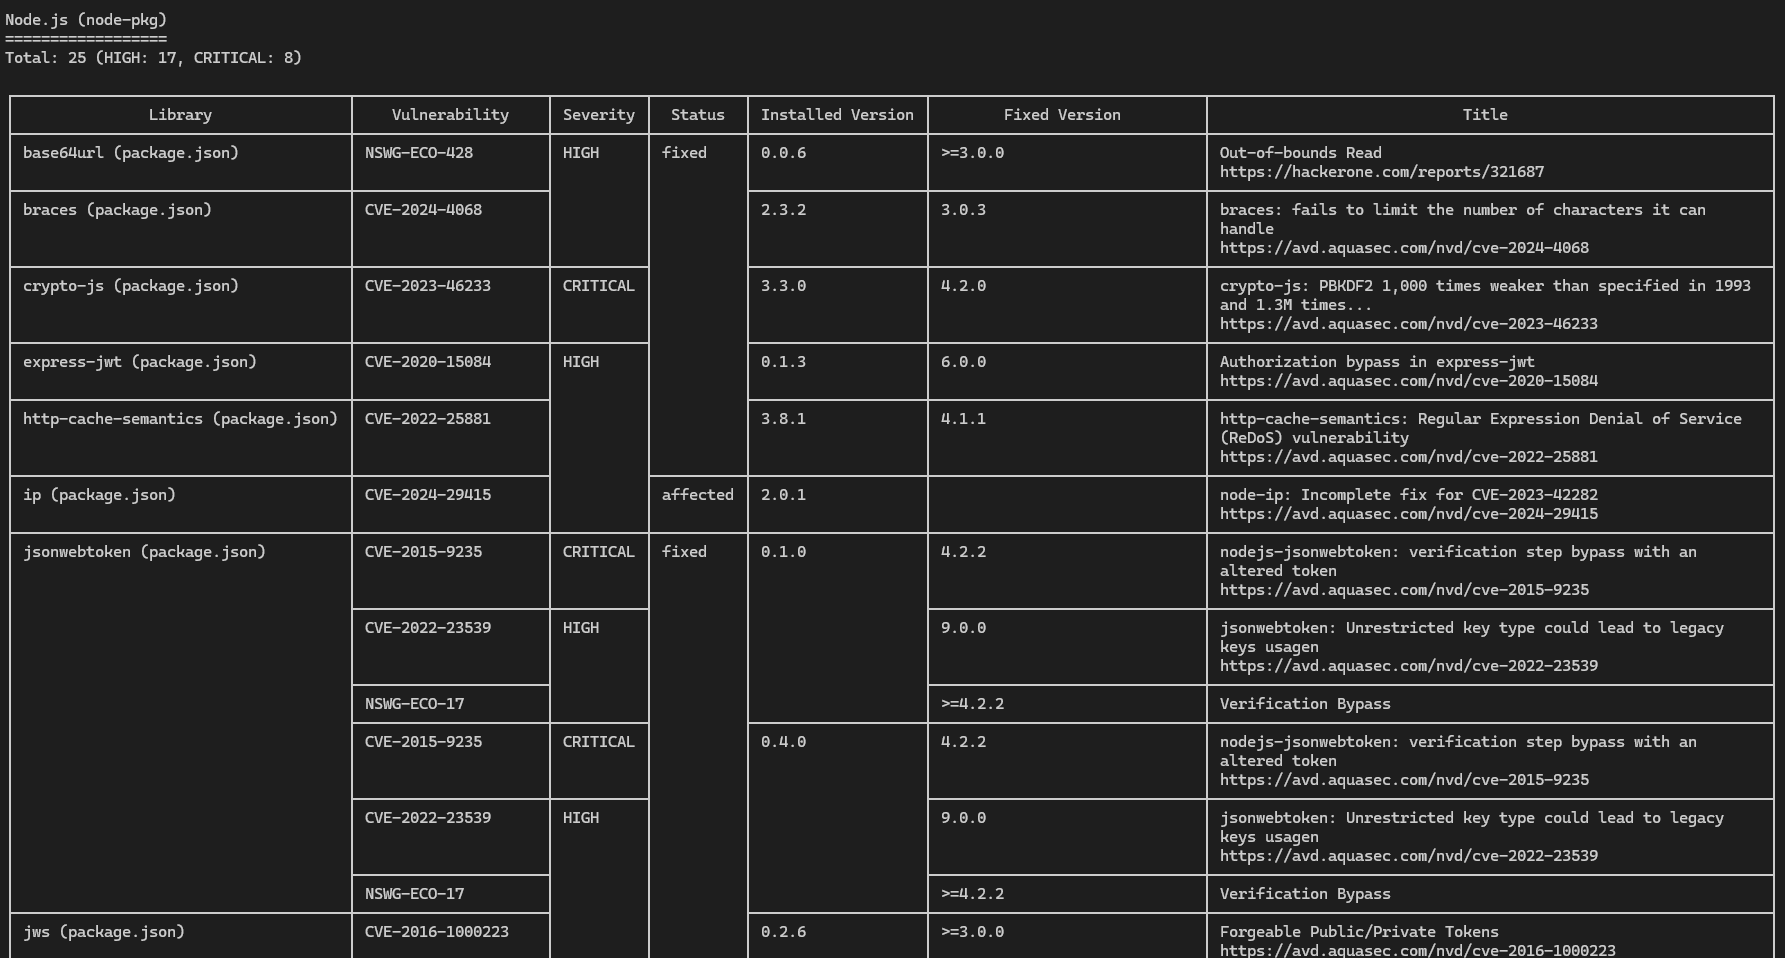 Node.js (node-pkg)
==================
Total: 25 (HIGH: 17, CRITICAL: 8)
Library Vulnerability Severity Status Installed Version Fixed Version Title
base64url (package.json) NSWG-ECO-428 HIGH fixed 0.0.6 >=3.0.0 Out-of-bounds Read
https://hackerone.com/reports/321687
braces (package.json) CVE-2024-4068 2.3.2 3.0.3 braces: fails to limit the number of characters it can
handle
https://avd.aquasec.com/nvd/cve-2024-4068
crypto-js (package.json) CVE-2023-46233 CRITICAL 3.3.0 4.2.0 crypto-js: PBKDF2 1,000 times weaker than specified in 1993
and 1.3M times...
https://avd.aquasec.com/nvd/cve-2023-46233
express-jwt (package.json) CVE-2020-15084 HIGH 0.1.3 6.0.0 Authorization bypass in express-jwt
https://avd.aquasec.com/nvd/cve-2020-15084
http-cache-semantics (package.json) CVE-2022-25881 3.8.1 4.1.1 http-cache-semantics: Regular Expression Denial of Service
(ReDoS) vulnerability
https://avd.aquasec.com/nvd/cve-2022-25881
ip (package.json) CVE-2024-29415 affected 2.0.1 node-ip: Incomplete fix for CVE-2023-42282
https://avd.aquasec.com/nvd/cve-2024-29415
jsonwebtoken (package.json) CVE-2015-9235 CRITICAL fixed 0.1.0 4.2.2 nodejs-jsonwebtoken: verification step bypass with an
altered token
https://avd.aquasec.com/nvd/cve-2015-9235
CVE-2022-23539 HIGH 9.0.0 jsonwebtoken: Unrestricted key type could lead to legacy
keys usagen
https://avd.aquasec.com/nvd/cve-2022-23539
NSWG-ECO-17 >=4.2.2 Verification Bypass
CVE-2015-9235 CRITICAL 0.4.0 4.2.2 nodejs-jsonwebtoken: verification step bypass with an
altered token
https://avd.aquasec.com/nvd/cve-2015-9235
CVE-2022-23539 HIGH 9.0.0 jsonwebtoken: Unrestricted key type could lead to legacy
keys usagen
https://avd.aquasec.com/nvd/cve-2022-23539
NSWG-ECO-17 >=4.2.2 Verification Bypass
jws (package.json) CVE-2016-1000223 0.2.6 >=3.0.0 Forgeable Public/Private Tokens
https://avd.aquasec.com/nvd/cve-2016-1000223